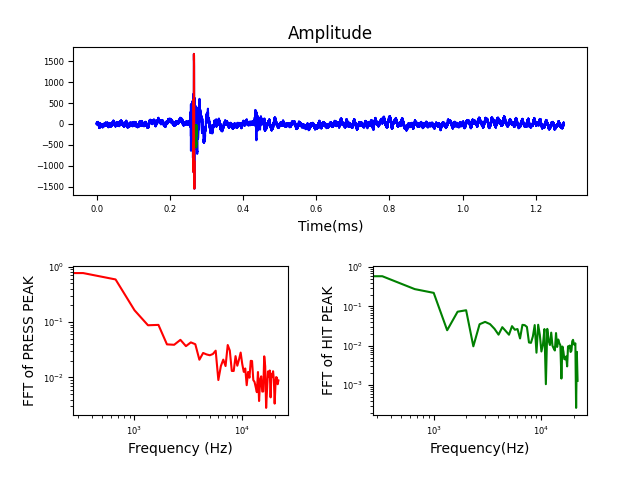 Amplitude
1500
1000
500
0
−500
−1000
−1500
0.0 0.2 0.4 0.6 0.8 1.0 1.2
Time(ms)
FFT of PRESS PEAK
10⁰
10⁻¹
10⁻²
10³ 10⁴
Frequency (Hz)
FFT of HIT PEAK
10⁰
10⁻¹
10⁻²
10⁻³
10³ 10⁴
Frequency(Hz)